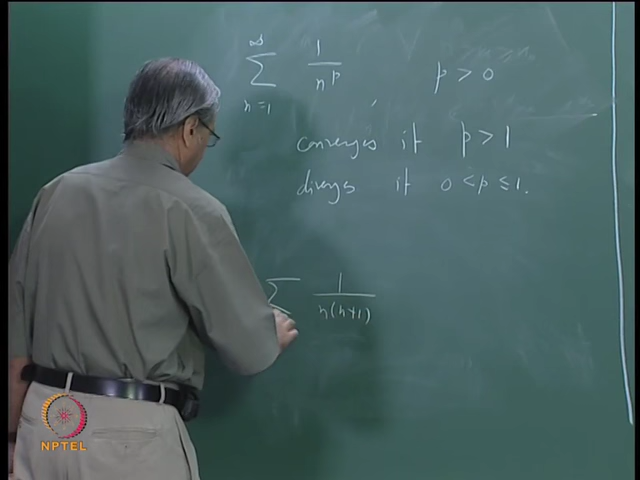 ∞
∑ 1/n^p p > 0
n=1
converges if p > 1
diverges if 0 < p ≤ 1.
∑ 1/n(n+1)
NPTEL